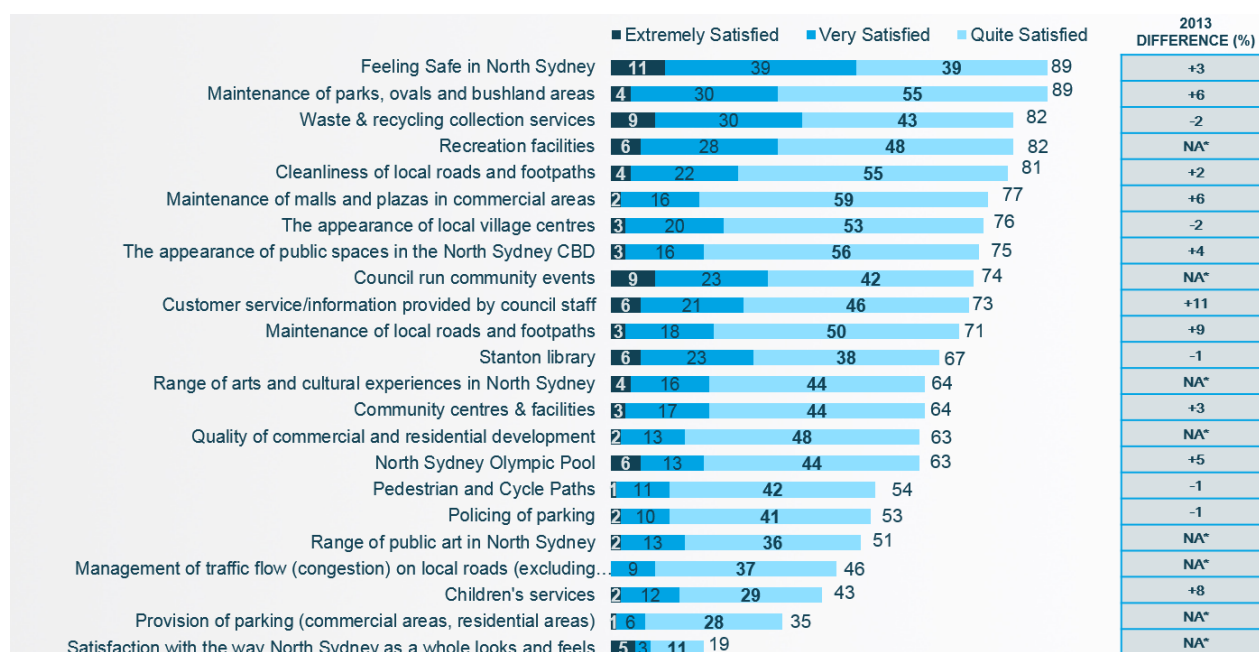 2013
DIFFERENCE (%)
Extremely Satisfied Very Satisfied Quite Satisfied
Feeling Safe in North Sydney 11 39 39 89 +3
Maintenance of parks, ovals and bushland areas 4 30 55 89 +6
Waste & recycling collection services 9 30 43 82 -2
Recreation facilities 6 28 48 82 NA*
Cleanliness of local roads and footpaths 4 22 55 81 +2
Maintenance of malls and plazas in commercial areas 2 16 59 77 +6
The appearance of local village centres 3 20 53 76 -2
The appearance of public spaces in the North Sydney CBD 3 16 56 75 +4
Council run community events 9 23 42 74 NA*
Customer service/information provided by council staff 6 21 46 73 +11
Maintenance of local roads and footpaths 3 18 50 71 +9
Stanton library 6 23 38 67 -1
Range of arts and cultural experiences in North Sydney 4 16 44 64 NA*
Community centres & facilities 3 17 44 64 +3
Quality of commercial and residential development 2 13 48 63 NA*
North Sydney Olympic Pool 6 13 44 63 +5
Pedestrian and Cycle Paths 1 11 42 54 -1
Policing of parking 2 10 41 53 -1
Range of public art in North Sydney 2 13 36 51 NA*
Management of traffic flow (congestion) on local roads (excluding... 9 37 46 NA*
Children's services 2 12 29 43 +8
Provision of parking (commercial areas, residential areas) 1 6 28 35 NA*
Satisfaction with the way North Sydney as a whole looks and feels 5 3 11 19 NA*